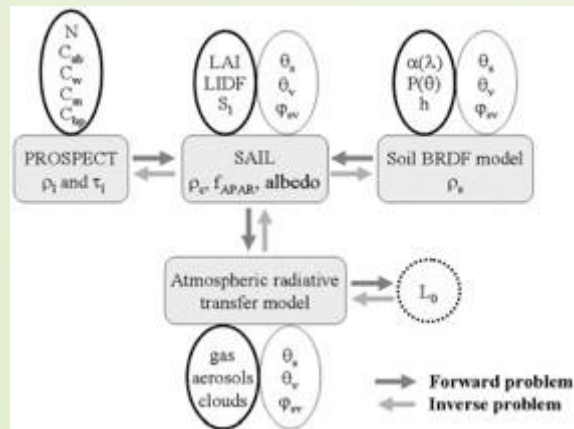 N
C_ab
C_w
C_m
C_bp
LAI
LIDF
S_l
θ_s
θ_v
φ_sv
α(λ)
P(θ)
h
θ_s
θ_v
φ_sv
PROSPECT
ρ_l and τ_l
SAIL
ρ_c, f_APAR, albedo
Soil BRDF model
ρ_s
Atmospheric radiative
transfer model
L_0
gas
aerosols
clouds
θ_s
θ_v
φ_sv
Forward problem
Inverse problem